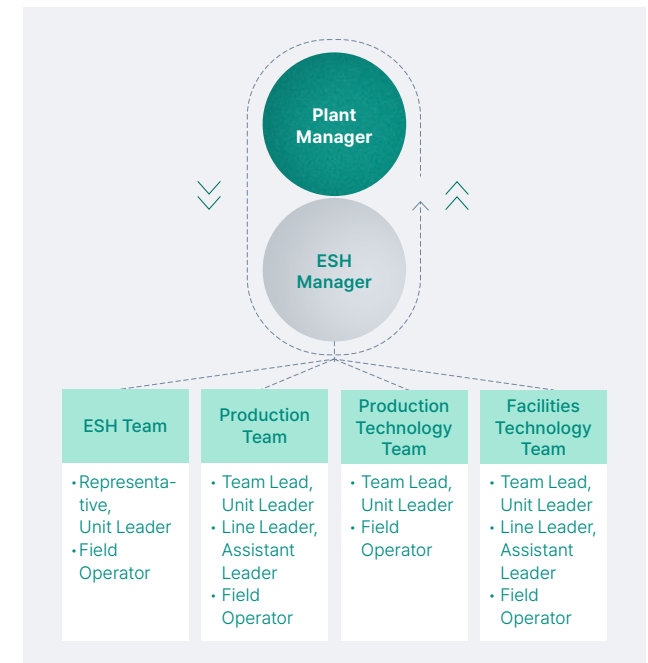 Plant
Manager
ESH
Manager
ESH Team
• Representa-
tive,
Unit Leader
• Field
Operator
Production
Team
• Team Lead,
Unit Leader
• Line Leader,
Assistant
Leader
• Field
Operator
Production
Technology
Team
• Team Lead,
Unit Leader
• Field
Operator
Facilities
Technology
Team
• Team Lead,
Unit Leader
• Line Leader,
Assistant
Leader
• Field
Operator